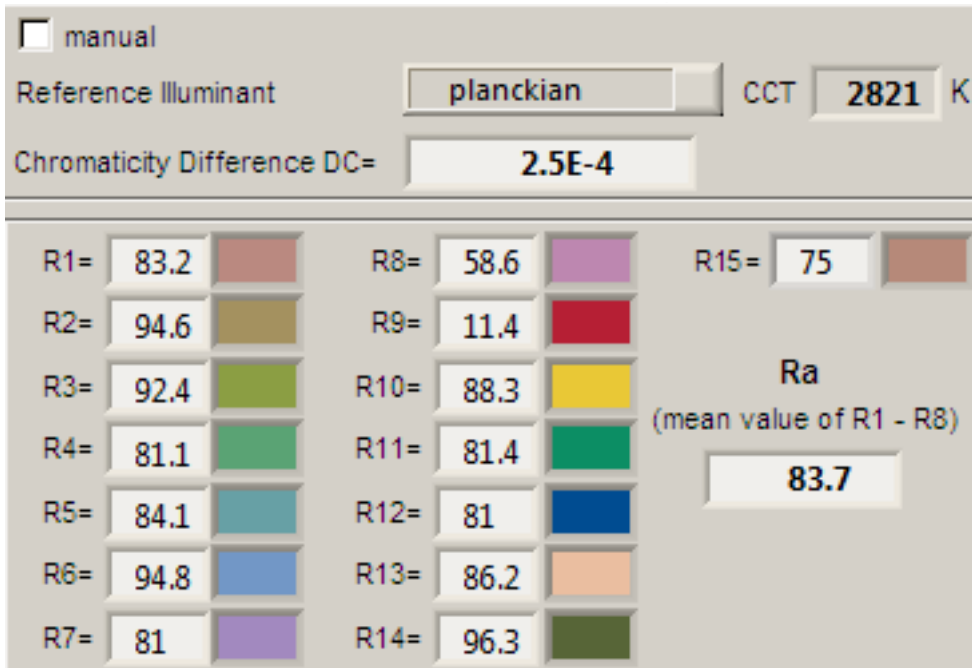 manual
Reference Illuminant planckian CCT 2821 K
Chromaticity Difference DC= 2.5E-4
R1= 83.2 R8= 58.6 R15= 75
R2= 94.6 R9= 11.4
R3= 92.4 R10= 88.3 Ra
(mean value of R1 - R8)
R4= 81.1 R11= 81.4
83.7
R5= 84.1 R12= 81
R6= 94.8 R13= 86.2
R7= 81 R14= 96.3